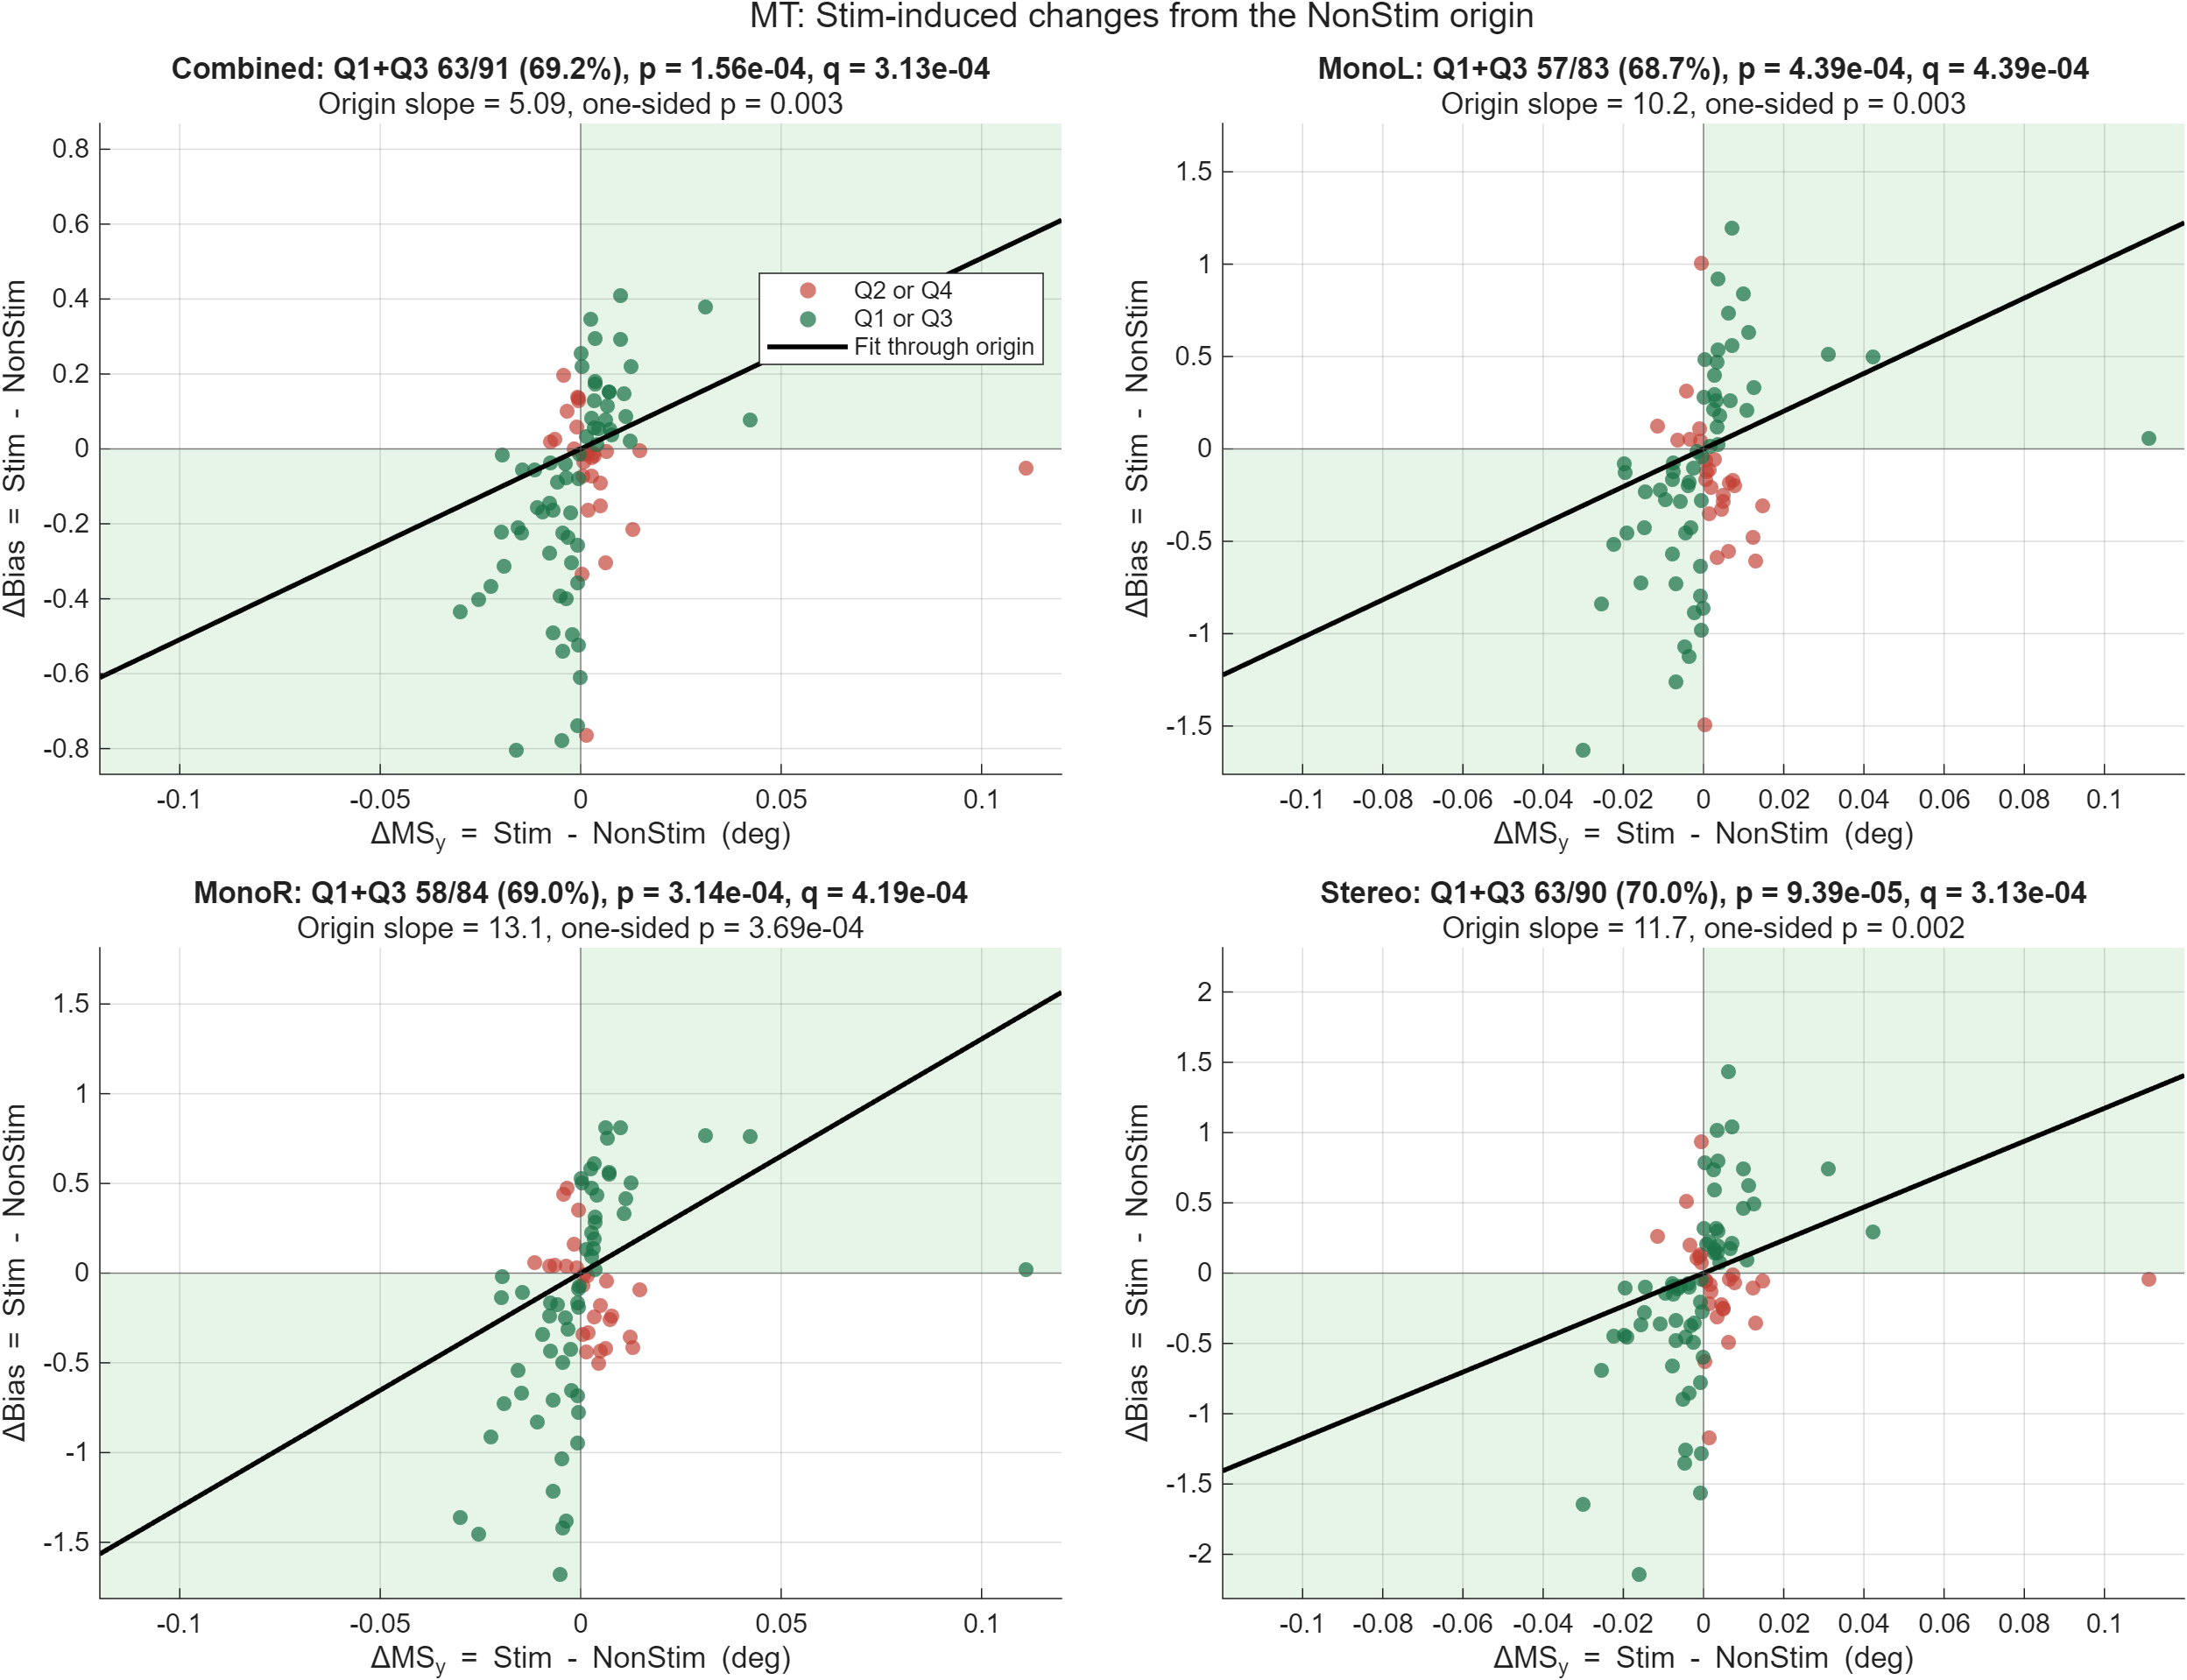 MT: Stim-induced changes from the NonStim origin
Combined: Q1+Q3 63/91 (69.2%), p = 1.56e-04, q = 3.13e-04
Origin slope = 5.09, one-sided p = 0.003
0.8
0.6
0.4
0.2
0
-0.2
-0.4
-0.6
-0.8
ΔBias = Stim - NonStim
Q2 or Q4
Q1 or Q3
Fit through origin
-0.1 -0.05 0 0.05 0.1
ΔMSy = Stim - NonStim (deg)
MonoL: Q1+Q3 57/83 (68.7%), p = 4.39e-04, q = 4.39e-04
Origin slope = 10.2, one-sided p = 0.003
1.5
1
0.5
0
-0.5
-1
-1.5
ΔBias = Stim - NonStim
-0.1 -0.08 -0.06 -0.04 -0.02 0 0.02 0.04 0.06 0.08 0.1
ΔMSy = Stim - NonStim (deg)
MonoR: Q1+Q3 58/84 (69.0%), p = 3.14e-04, q = 4.19e-04
Origin slope = 13.1, one-sided p = 3.69e-04
1.5
1
0.5
0
-0.5
-1
-1.5
ΔBias = Stim - NonStim
-0.1 -0.05 0 0.05 0.1
ΔMSy = Stim - NonStim (deg)
Stereo: Q1+Q3 63/90 (70.0%), p = 9.39e-05, q = 3.13e-04
Origin slope = 11.7, one-sided p = 0.002
2
1.5
1
0.5
0
-0.5
-1
-1.5
-2
ΔBias = Stim - NonStim
-0.1 -0.08 -0.06 -0.04 -0.02 0 0.02 0.04 0.06 0.08 0.1
ΔMSy = Stim - NonStim (deg)